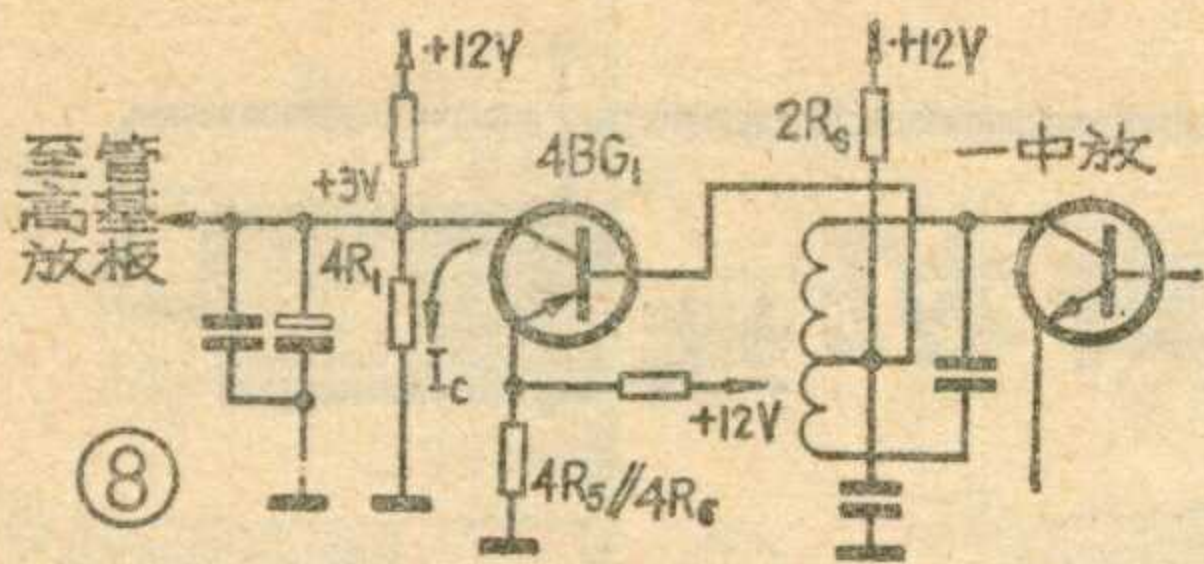 +12V
+12V
2R₆
4BG₁
一中放
至高放
管基板
+3V
4R₁
Ic
+12V
4R₅//4R₆
⑧